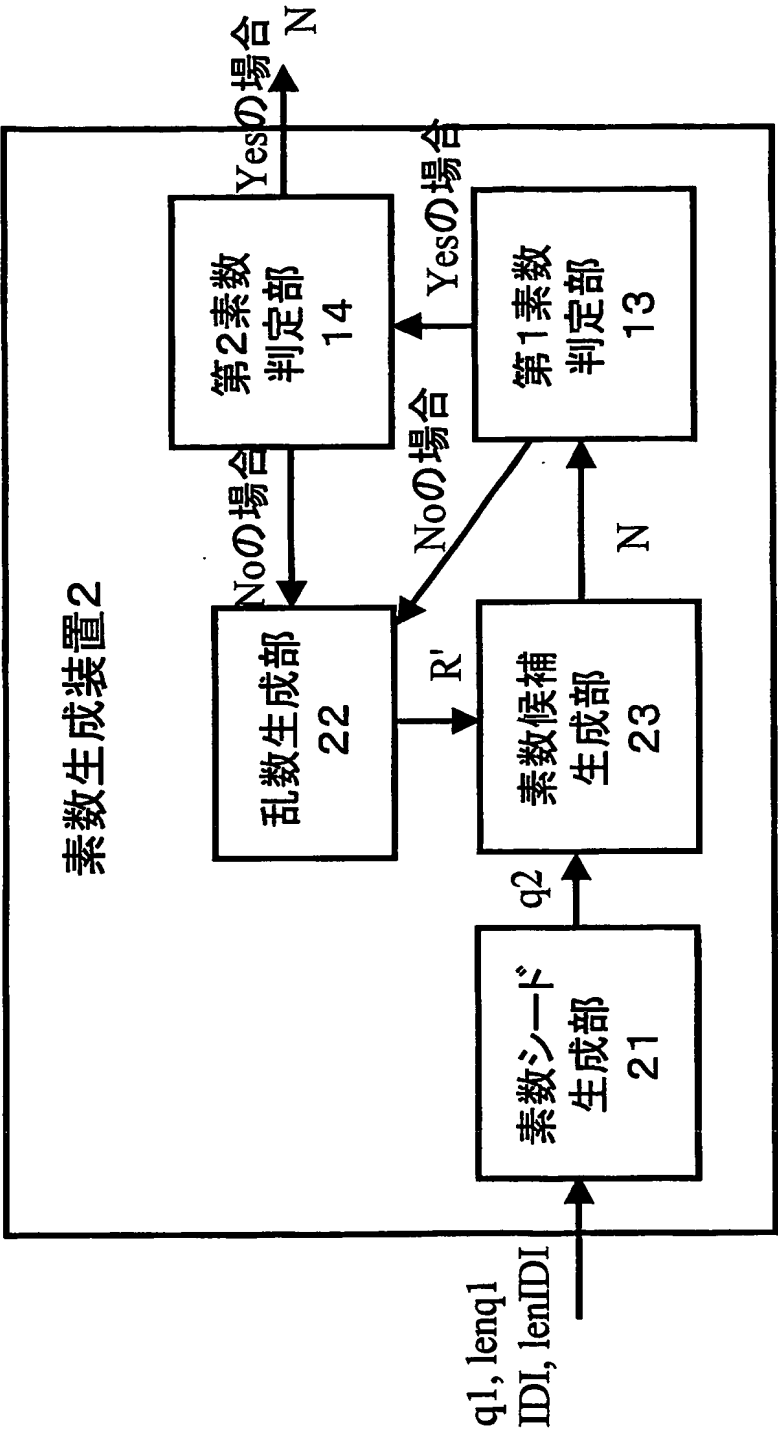 素数生成装置2
q1, lenq1
IDI, lenIDI
素数シード
生成部
21
q2
乱数生成部
22
R'
素数候補
生成部
23
N
Noの場合
Noの場合
第1素数
判定部
13
Yesの場合
第2素数
判定部
14
Yesの場合
N